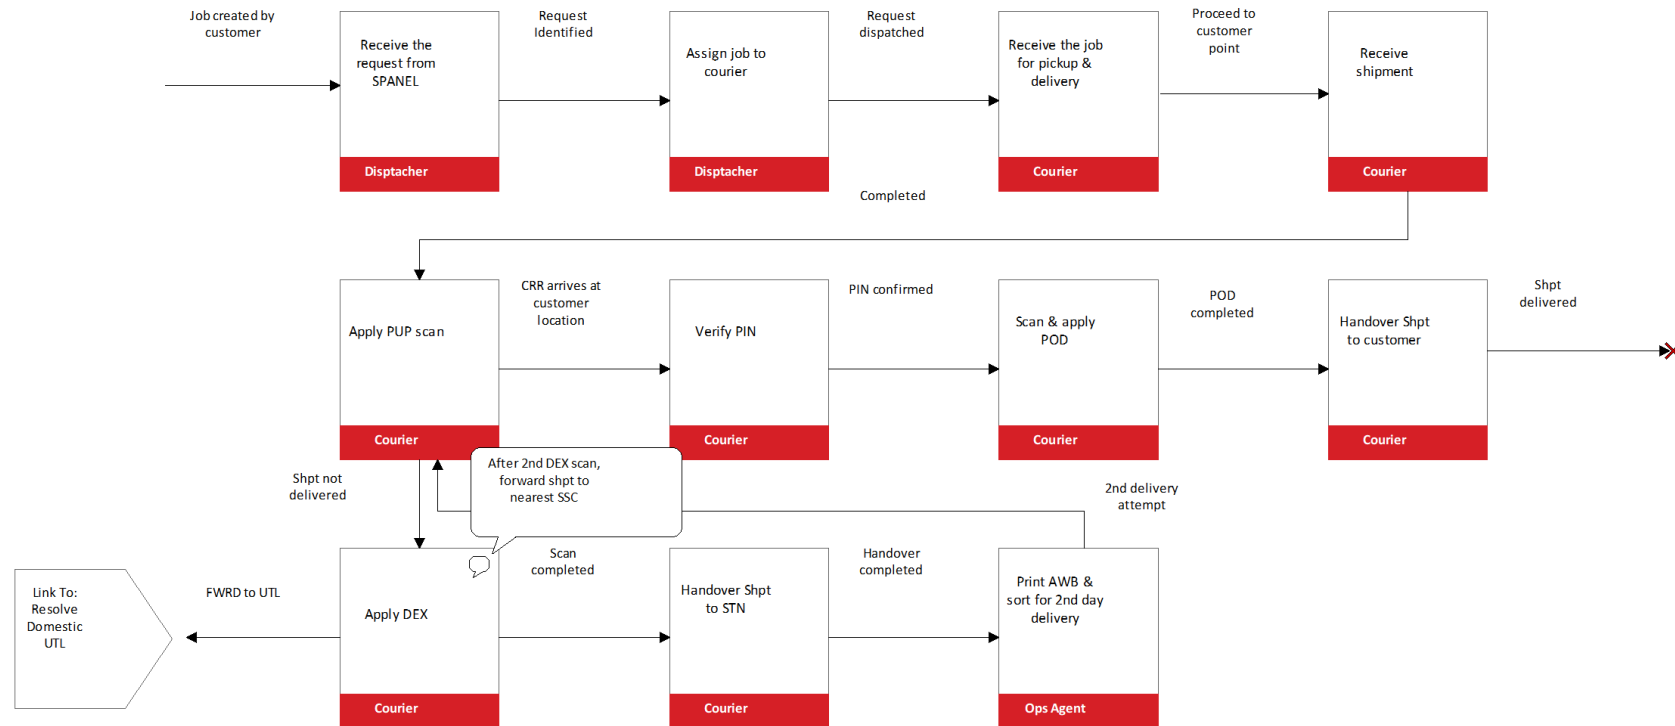 Job created by
customer
Request
Identified
Request
dispatched
Proceed to
customer
point
Receive the
request from
SPANEL
Assign job to
courier
Receive the job
for pickup &
delivery
Receive
shipment
Disptacher
Disptacher
Courier
Courier
Completed
CRR arrives at
customer
location
PIN confirmed
POD
completed
Shpt
delivered
Apply PUP scan
Verify PIN
Scan & apply
POD
Handover Shpt
to customer
Courier
Courier
Courier
Courier
Shpt not
delivered
After 2nd DEX scan,
forward shpt to
nearest SSC
2nd delivery
attempt
Scan
completed
Handover
completed
Link To:
Resolve
Domestic
UTL
FWRD to UTL
Apply DEX
Handover Shpt
to STN
Print AWB &
sort for 2nd day
delivery
Courier
Courier
Ops Agent